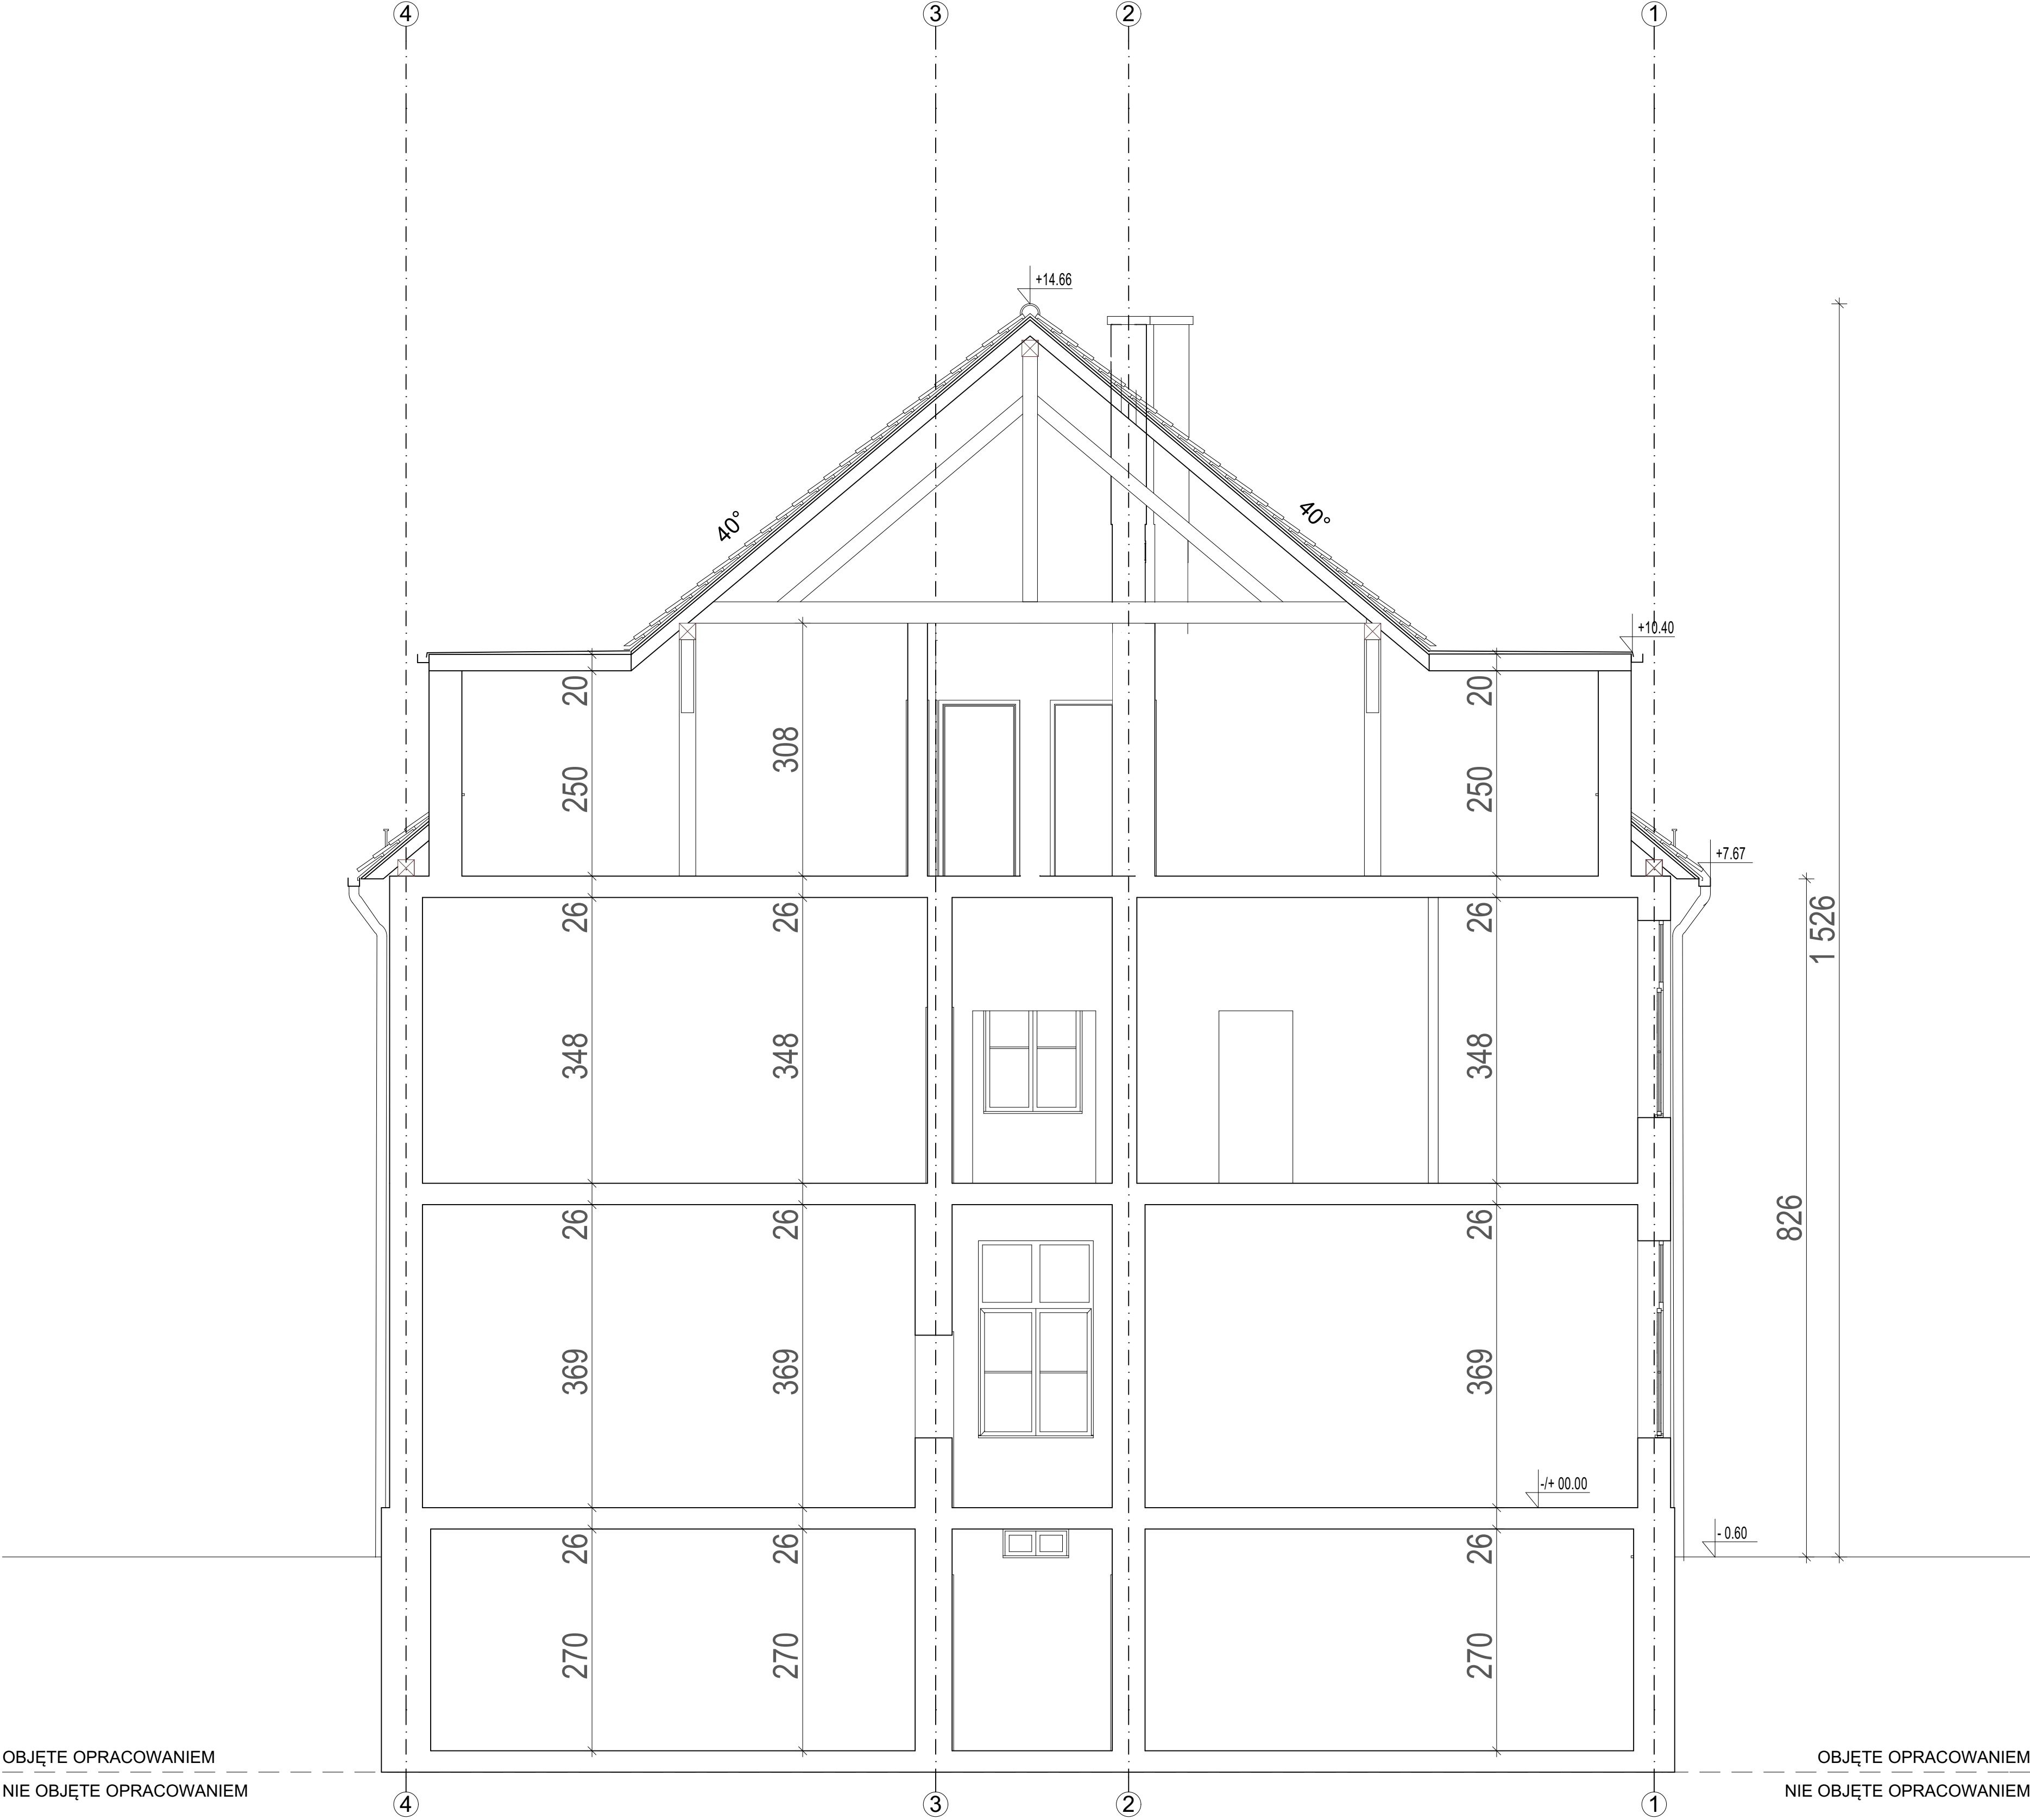 4 3 2 1
+14.66
40° 40°
+10.40
20 20
308
250 250
+7.67
26 26 26
1 526
348 348 348
826
26 26 26
369 369 369
-/+ 00.00
- 0.60
26 26 26
270 270 270
OBJĘTE OPRACOWANIEM OBJĘTE OPRACOWANIEM
NIE OBJĘTE OPRACOWANIEM NIE OBJĘTE OPRACOWANIEM
4 3 2 1